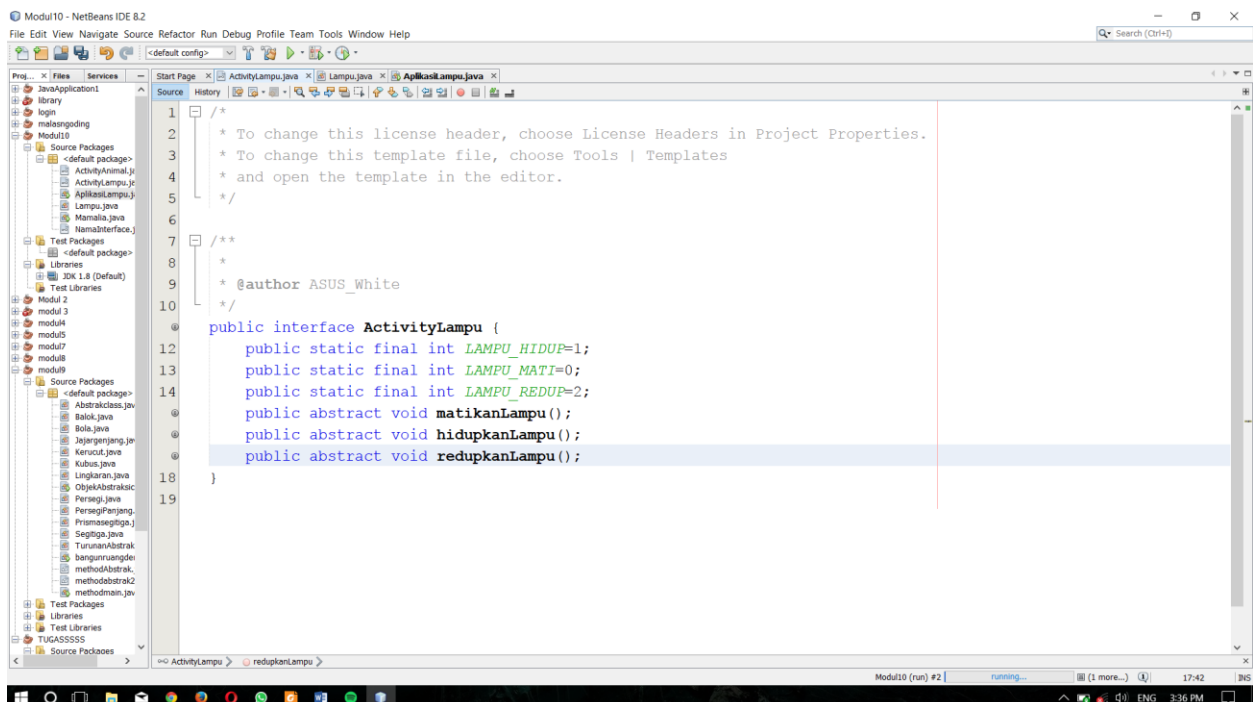 Modul10 - NetBeans IDE 8.2
File Edit View Navigate Source Refactor Run Debug Profile Team Tools Window Help
Search (Ctrl+I)
<default config>
Proj... Files Services
Start Page ActivityLampu.java Lampu.java AplikasiLampu.java
Source History
JavaApplication1
library
login
malasngoding
Modul10
Source Packages
<default package>
ActivityAnimal.ja
ActivityLampu.ja
AplikasiLampu.ja
Lampu.java
Mamalia.java
NamaInterface.j
Test Packages
<default package>
Libraries
JDK 1.8 (Default)
Test Libraries
Modul 2
modul 3
modul4
modul5
modul7
modul8
modul9
Source Packages
<default package>
Abstrakclass.jav
Balok.java
Bola.java
Jajargenjang.jav
Kerucut.java
Kubus.java
Lingkaran.java
ObjekAbstraksic
Persegi.java
PersegiPanjang.
Prismasegitiga.j
Segitiga.java
TurunanAbstrak
bangunruangder
methodAbstrak.
methodabstrak2
methodmain.jav
Test Packages
Libraries
Test Libraries
TUGASSSSS
Source Packages
1 /*
2 * To change this license header, choose License Headers in Project Properties.
3 * To change this template file, choose Tools | Templates
4 * and open the template in the editor.
5 */
6
7 /**
8 *
9 * @author ASUS_White
10 */
public interface ActivityLampu {
12 public static final int LAMPU_HIDUP=1;
13 public static final int LAMPU_MATI=0;
14 public static final int LAMPU_REDUP=2;
public abstract void matikanLampu();
public abstract void hidupkanLampu();
public abstract void redupkanLampu();
18 }
19
ActivityLampu redupkanLampu
Modul10 (run) #2 running... (1 more...) 17:42 INS
ENG 3:36 PM